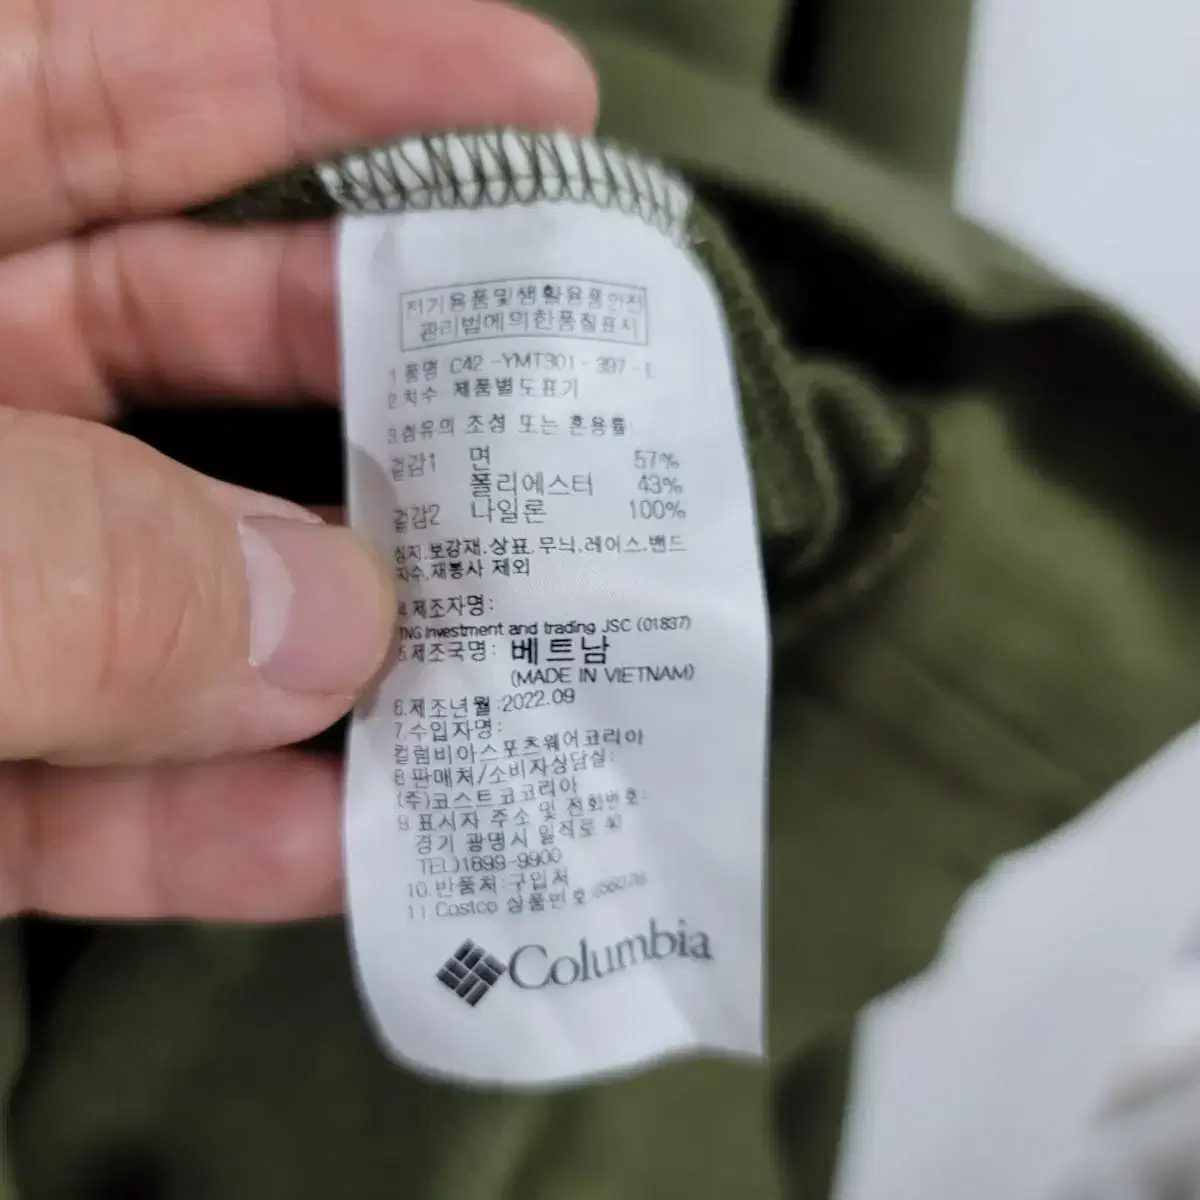 전기용품및생활용품안전
관리법에의한품질표시
1.품명 C42-YMT301-397-L
2.치수 제품별도표기
3.섬유의 조성 또는 혼용률:
겉감1 면 57%
폴리에스터 43%
겉감2 나일론 100%
심지.보강재.상표.무늬.레이스.밴드
자수.재봉사 제외
4.제조자명:
TNG Investment and trading JSC (01837)
5.제조국명: 베트남
(MADE IN VIETNAM)
6.제조년월:2022.09
7.수입자명:
컬럼비아스포츠웨어코리아
8.판매처/소비자상담실:
(주)코스트코코리아
9.표시자 주소 및 전화번호:
경기 광명시 일직로 40
TEL)1899-9900
10.반품처:구입처
11.Costco 상품번호
Columbia